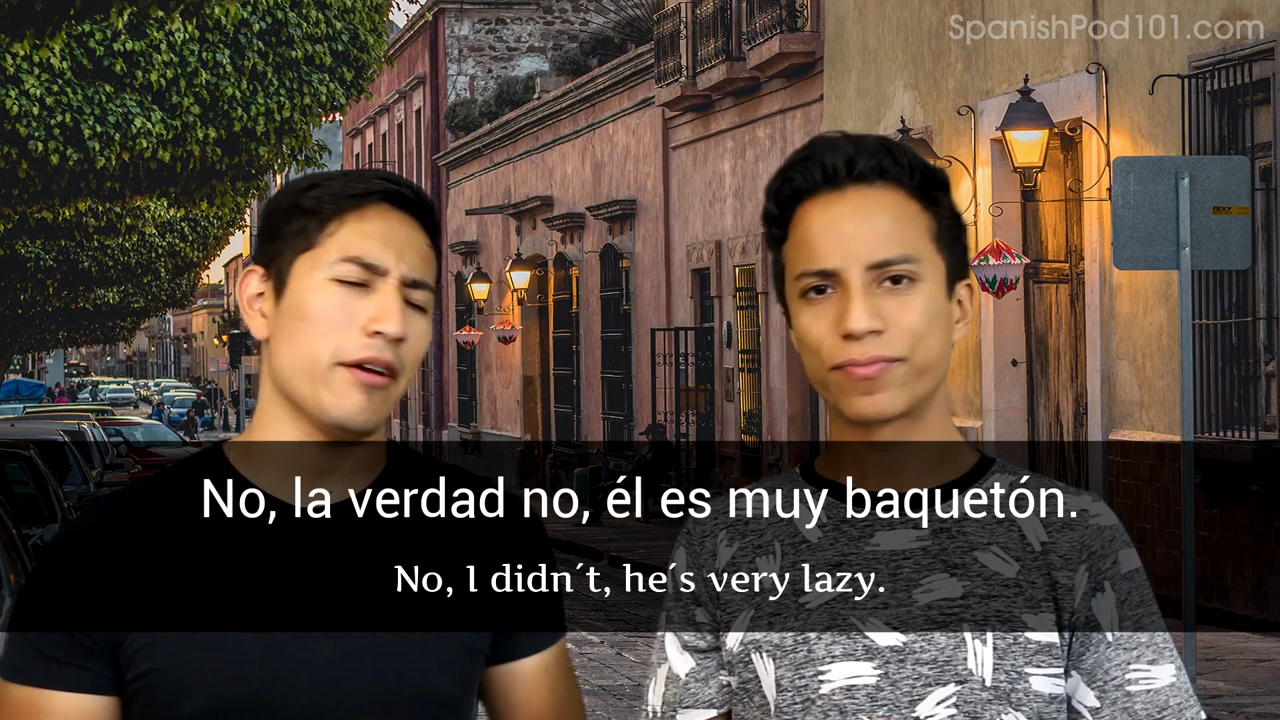 SpanishPod101.com
No, la verdad no, él es muy baquetón.
No, I didn´t, he´s very lazy.